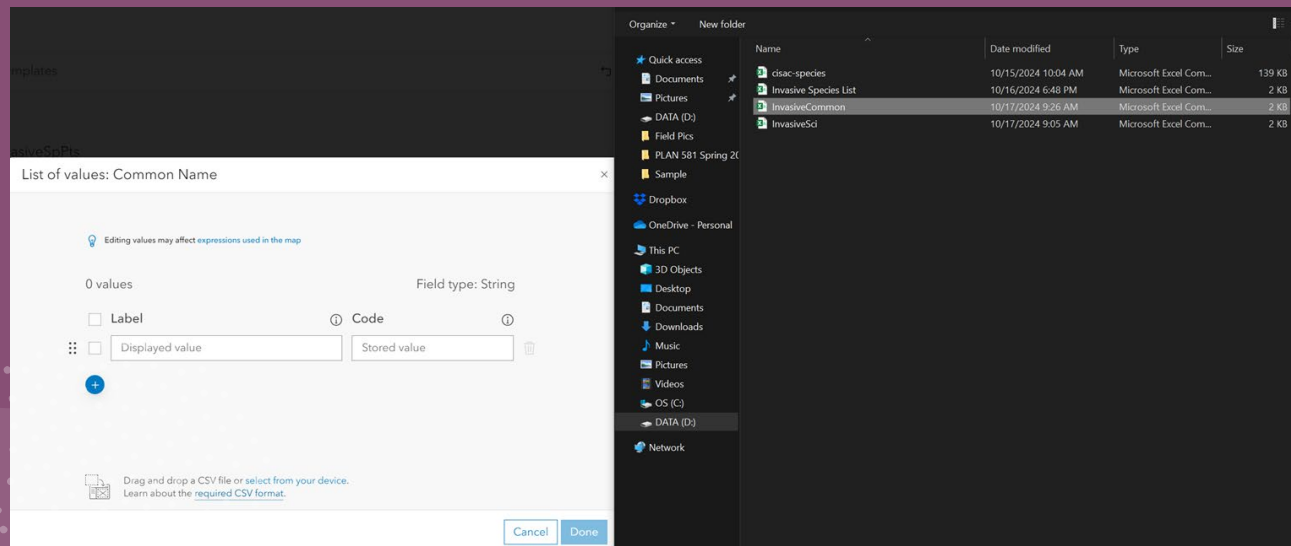 mplates
asiveSpPts
List of values: Common Name
Editing values may affect expressions used in the map
0 values Field type: String
Label Code
Displayed value Stored value
Drag and drop a CSV file or select from your device.
Learn about the required CSV format.
Cancel Done
Organize New folder
Name Date modified Type Size
cisac-species 10/15/2024 10:04 AM Microsoft Excel Com... 139 KB
Invasive Species List 10/16/2024 6:48 PM Microsoft Excel Com... 2 KB
InvasiveCommon 10/17/2024 9:26 AM Microsoft Excel Com... 2 KB
InvasiveSci 10/17/2024 9:05 AM Microsoft Excel Com... 2 KB
Quick access
Documents
Pictures
DATA (D:)
Field Pics
PLAN 581 Spring 20
Sample
Dropbox
OneDrive - Personal
This PC
3D Objects
Desktop
Documents
Downloads
Music
Pictures
Videos
OS (C:)
DATA (D:)
Network